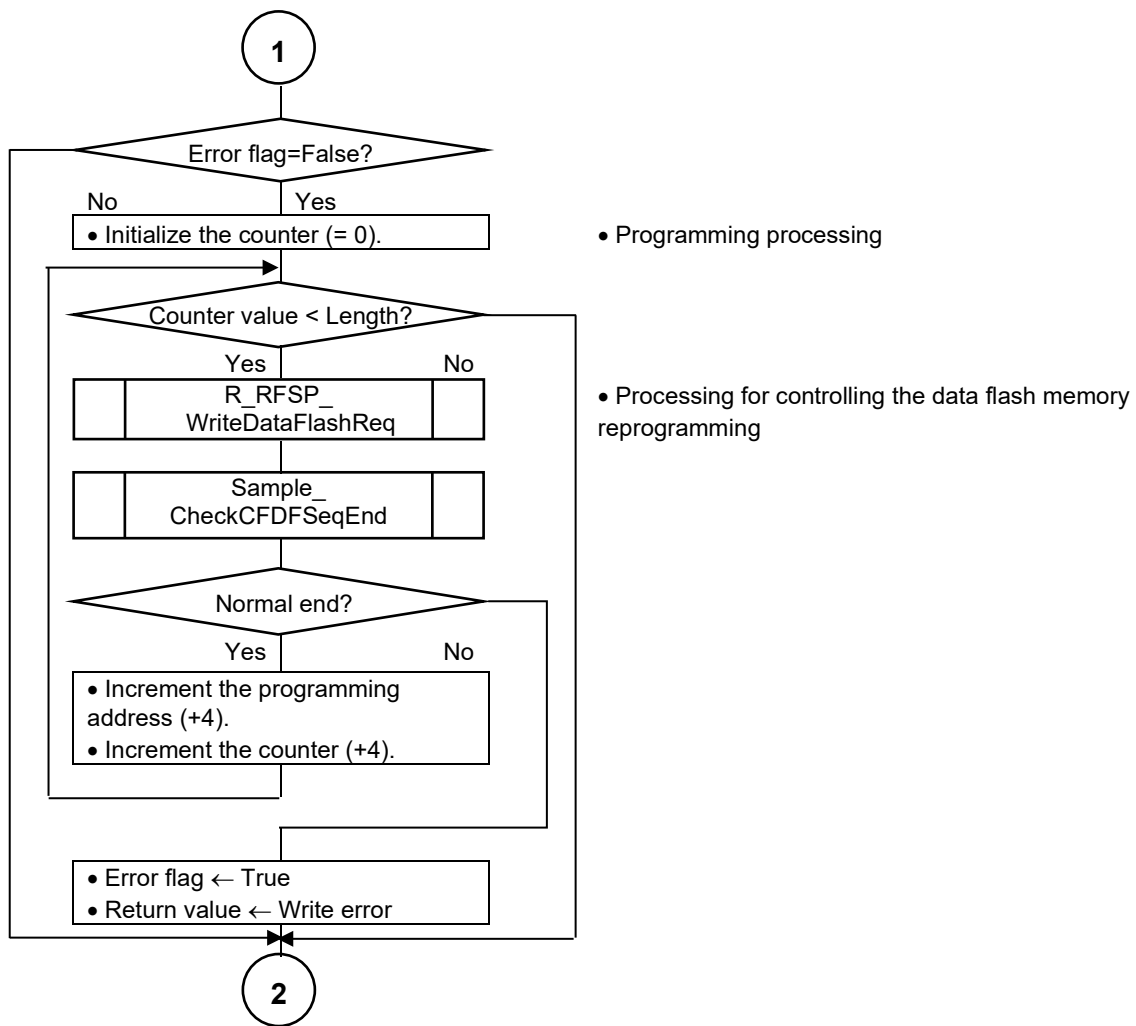 1
Error flag=False?
No
Yes
• Initialize the counter (= 0).
• Programming processing
Counter value < Length?
Yes
No
R_RFSP_
WriteDataFlashReq
• Processing for controlling the data flash memory
reprogramming
Sample_
CheckCFDFSeqEnd
Normal end?
Yes
No
• Increment the programming
address (+4).
• Increment the counter (+4).
• Error flag ← True
• Return value ← Write error
2